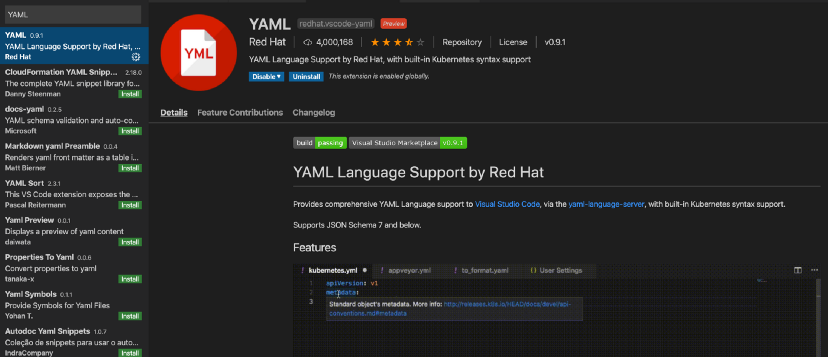 YAML
YAML 0.9.1
YAML Language Support by Red Hat, ...
Red Hat
CloudFormation YAML Snipp... 2.18.0
The complete YAML snippet library fo...
Danny Steenman Install
docs-yaml 0.2.5
YAML schema validation and auto-co...
Microsoft Install
Markdown yaml Preamble 0.0.4
Renders yaml front matter as a table i...
Matt Bierner Install
YAML Sort 2.3.1
This VS Code extension exposes the ...
Pascal Reitermann Install
Yaml Preview 0.0.1
Displays a preview of yaml content
daiwata Install
Properties To Yaml 0.0.6
Convert properties to yaml
tanaka-x Install
Yaml Symbols 0.1.1
Provide Symbols for Yaml Files
Yohan T. Install
Autodoc Yaml Snippets 1.0.7
Coleção de snippets para usar o auto...
IndraCompany Install
YML
YAML redhat.vscode-yaml Preview
Red Hat 4,000,168 Repository License v0.9.1
YAML Language Support by Red Hat, with built-in Kubernetes syntax support
Disable Uninstall This extension is enabled globally.
Details Feature Contributions Changelog
build passing Visual Studio Marketplace v0.9.1
YAML Language Support by Red Hat
Provides comprehensive YAML Language support to Visual Studio Code, via the yaml-language-server, with built-in Kubernetes syntax support.
Supports JSON Schema 7 and below.
Features
! kubernetes.yml ! appveyor.yml ! ts_format.yaml {} User Settings
1 apiVersion: v1
2 metadata:
3
Standard object's metadata. More info: http://releases.k8s.io/HEAD/docs/devel/api-
conventions.md#metadata